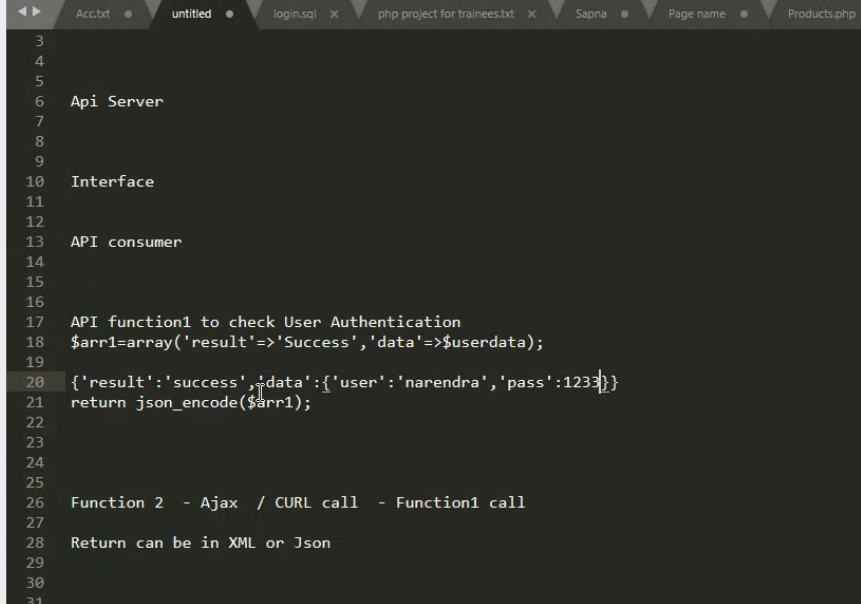 Acc.txt untitled login.sql php project for trainees.txt Sapna Page name Products.php
3
4
5
6 Api Server
7
8
9
10 Interface
11
12
13 API consumer
14
15
16
17 API function1 to check User Authentication
18 $arr1=array('result'=>'Success','data'=>$userdata);
19
20 {'result':'success','data':{'user':'narendra','pass':1233}}
21 return json_encode($arr1);
22
23
24
25
26 Function 2  - Ajax  / CURL call  - Function1 call
27
28 Return can be in XML or Json
29
30
31